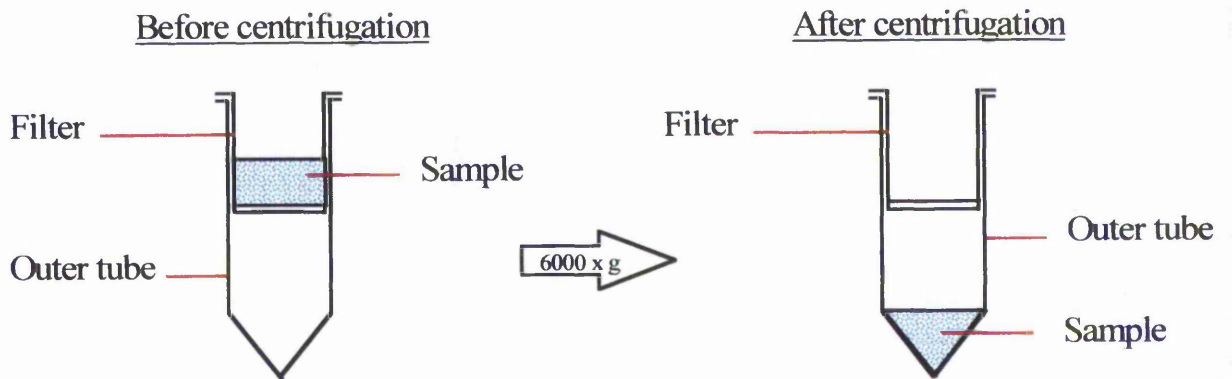 Before centrifugation
After centrifugation
Filter
Sample
Outer tube
6000 x g
Filter
Outer tube
Sample